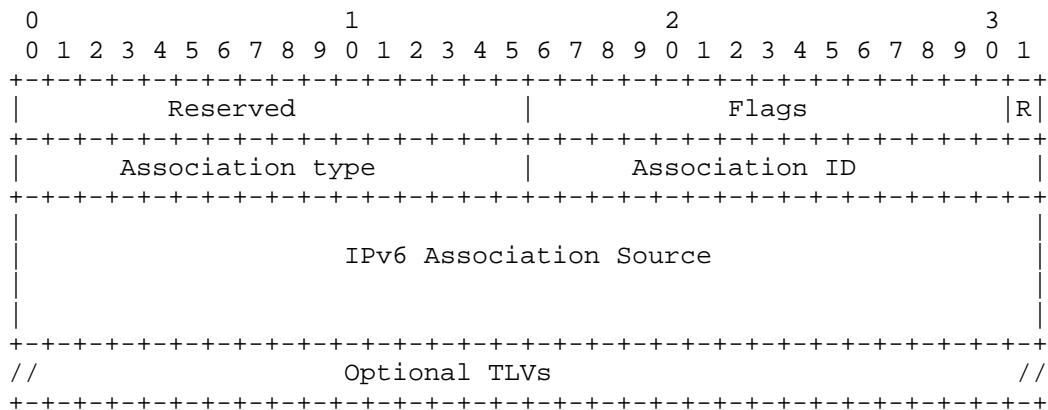 0                   1                   2                   3
 0 1 2 3 4 5 6 7 8 9 0 1 2 3 4 5 6 7 8 9 0 1 2 3 4 5 6 7 8 9 0 1
+-+-+-+-+-+-+-+-+-+-+-+-+-+-+-+-+-+-+-+-+-+-+-+-+-+-+-+-+-+-+-+-+
|         Reserved              |            Flags            |R|
+-+-+-+-+-+-+-+-+-+-+-+-+-+-+-+-+-+-+-+-+-+-+-+-+-+-+-+-+-+-+-+-+
|      Association type         |      Association ID           |
+-+-+-+-+-+-+-+-+-+-+-+-+-+-+-+-+-+-+-+-+-+-+-+-+-+-+-+-+-+-+-+-+
|                                                               |
|                    IPv6 Association Source                    |
|                                                               |
|                                                               |
+-+-+-+-+-+-+-+-+-+-+-+-+-+-+-+-+-+-+-+-+-+-+-+-+-+-+-+-+-+-+-+-+
//                   Optional TLVs                             //
+-+-+-+-+-+-+-+-+-+-+-+-+-+-+-+-+-+-+-+-+-+-+-+-+-+-+-+-+-+-+-+-+